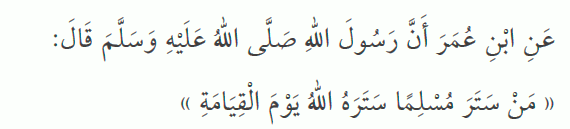 عَنِ ابْنِ عُمَرَ أَنَّ رَسُولَ اللهِ صَلَّى اللهُ عَلَيْهِ وَسَلَّمَ قَالَ:
« مَنْ سَتَرَ مُسْلِمًا سَتَرَهُ اللهُ يَوْمَ الْقِيَامَةِ »